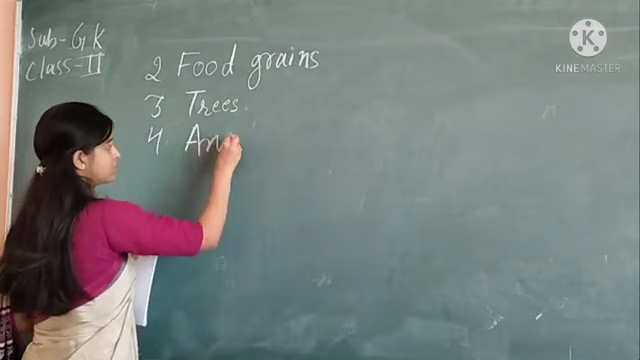 Sub- G.K
Class- II
2 Food grains
3 Trees.
4 An
K
KINEMASTER